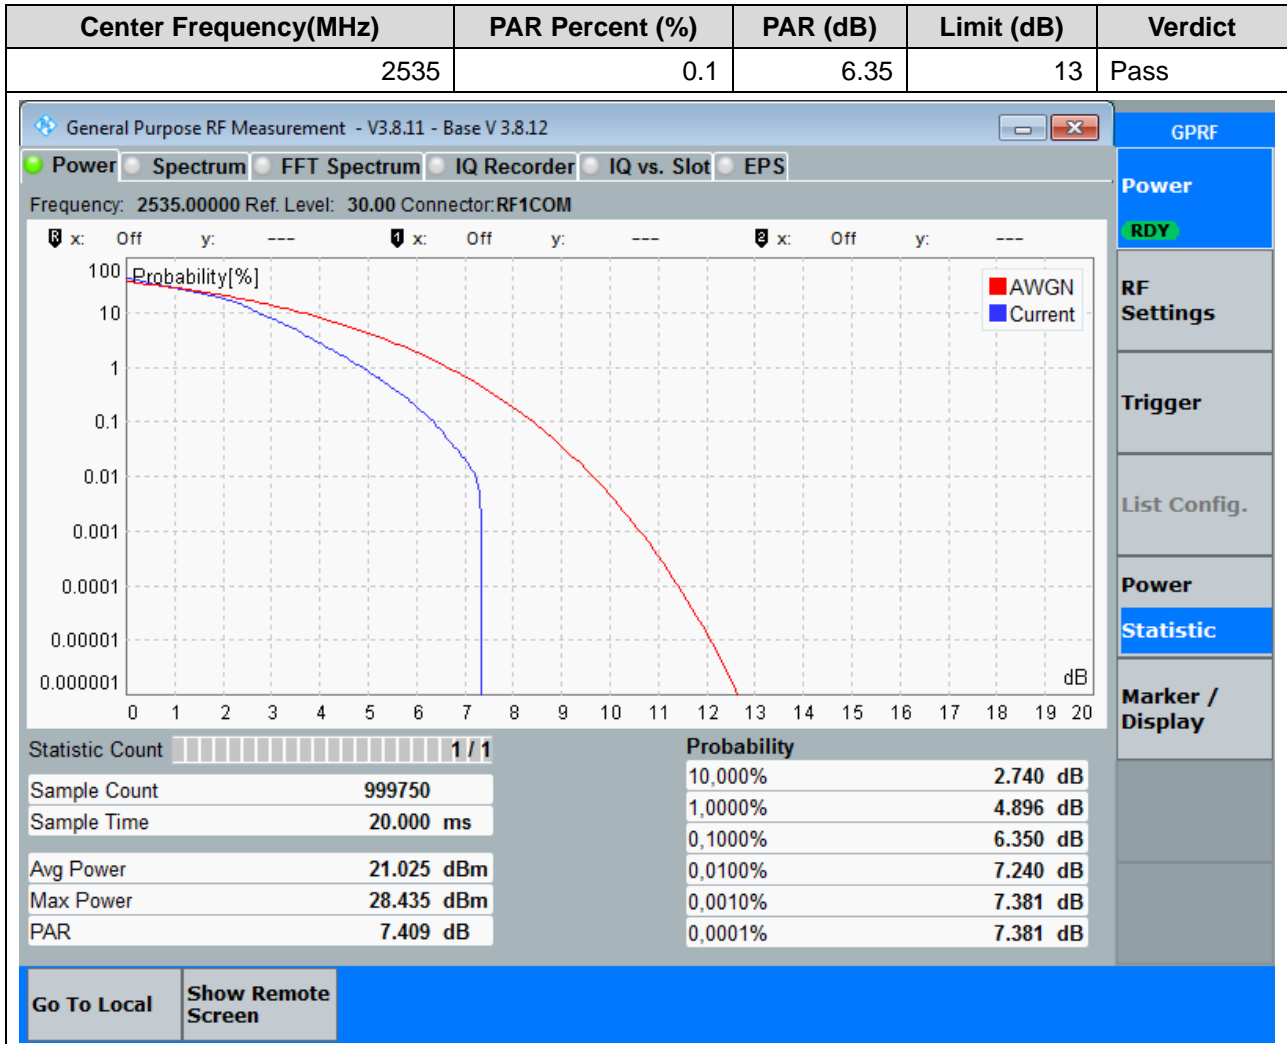 Center Frequency(MHz) PAR Percent (%) PAR (dB) Limit (dB) Verdict
2535 0.1 6.35 13 Pass
General Purpose RF Measurement - V3.8.11 - Base V 3.8.12
GPRF
Power Spectrum FFT Spectrum IQ Recorder IQ vs. Slot EPS
Power
RDY
Frequency: 2535.00000 Ref. Level: 30.00 Connector:RF1COM
R x: Off y: --- 1 x: Off y: --- 2 x: Off y: ---
Probability[%]
AWGN
Current
100
10
1
0.1
0.01
0.001
0.0001
0.00001
0.000001
dB
0 1 2 3 4 5 6 7 8 9 10 11 12 13 14 15 16 17 18 19 20
RF
Settings
Trigger
List Config.
Power
Statistic
Marker /
Display
Statistic Count 1 / 1
Sample Count 999750
Sample Time 20.000 ms
Avg Power 21.025 dBm
Max Power 28.435 dBm
PAR 7.409 dB
Probability
10,000% 2.740 dB
1,0000% 4.896 dB
0,1000% 6.350 dB
0,0100% 7.240 dB
0,0010% 7.381 dB
0,0001% 7.381 dB
Go To Local
Show Remote
Screen